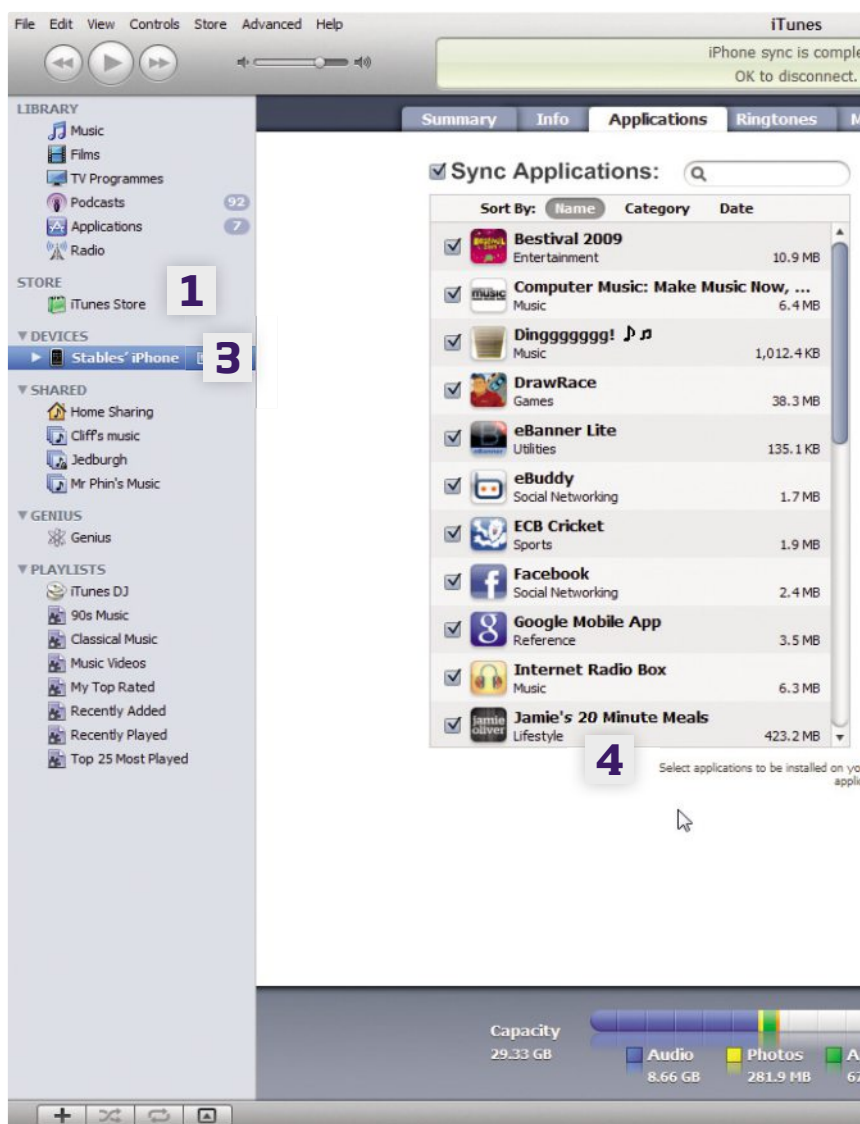 File Edit View Controls Store Advanced Help
iTunes
iPhone sync is comple
OK to disconnect.
LIBRARY
Music
Films
TV Programmes
Podcasts 92
Applications 7
Radio
STORE
iTunes Store
1
DEVICES
Stables' iPhone
3
SHARED
Home Sharing
Cliff's music
Jedburgh
Mr Phin's Music
GENIUS
Genius
PLAYLISTS
iTunes DJ
90s Music
Classical Music
Music Videos
My Top Rated
Recently Added
Recently Played
Top 25 Most Played
Summary Info Applications Ringtones M
Sync Applications:
Sort By: Name Category Date
Bestival 2009
Entertainment 10.9 MB
Computer Music: Make Music Now, ...
Music 6.4 MB
Dinggggggg!
Music 1,012.4 KB
DrawRace
Games 38.3 MB
eBanner Lite
Utilities 135.1 KB
eBuddy
Social Networking 1.7 MB
ECB Cricket
Sports 1.9 MB
Facebook
Social Networking 2.4 MB
Google Mobile App
Reference 3.5 MB
Internet Radio Box
Music 6.3 MB
Jamie's 20 Minute Meals
Lifestyle 423.2 MB
4
Select applications to be installed on yo
applic
Capacity
29.33 GB
Audio
8.66 GB
Photos
281.9 MB
A
67